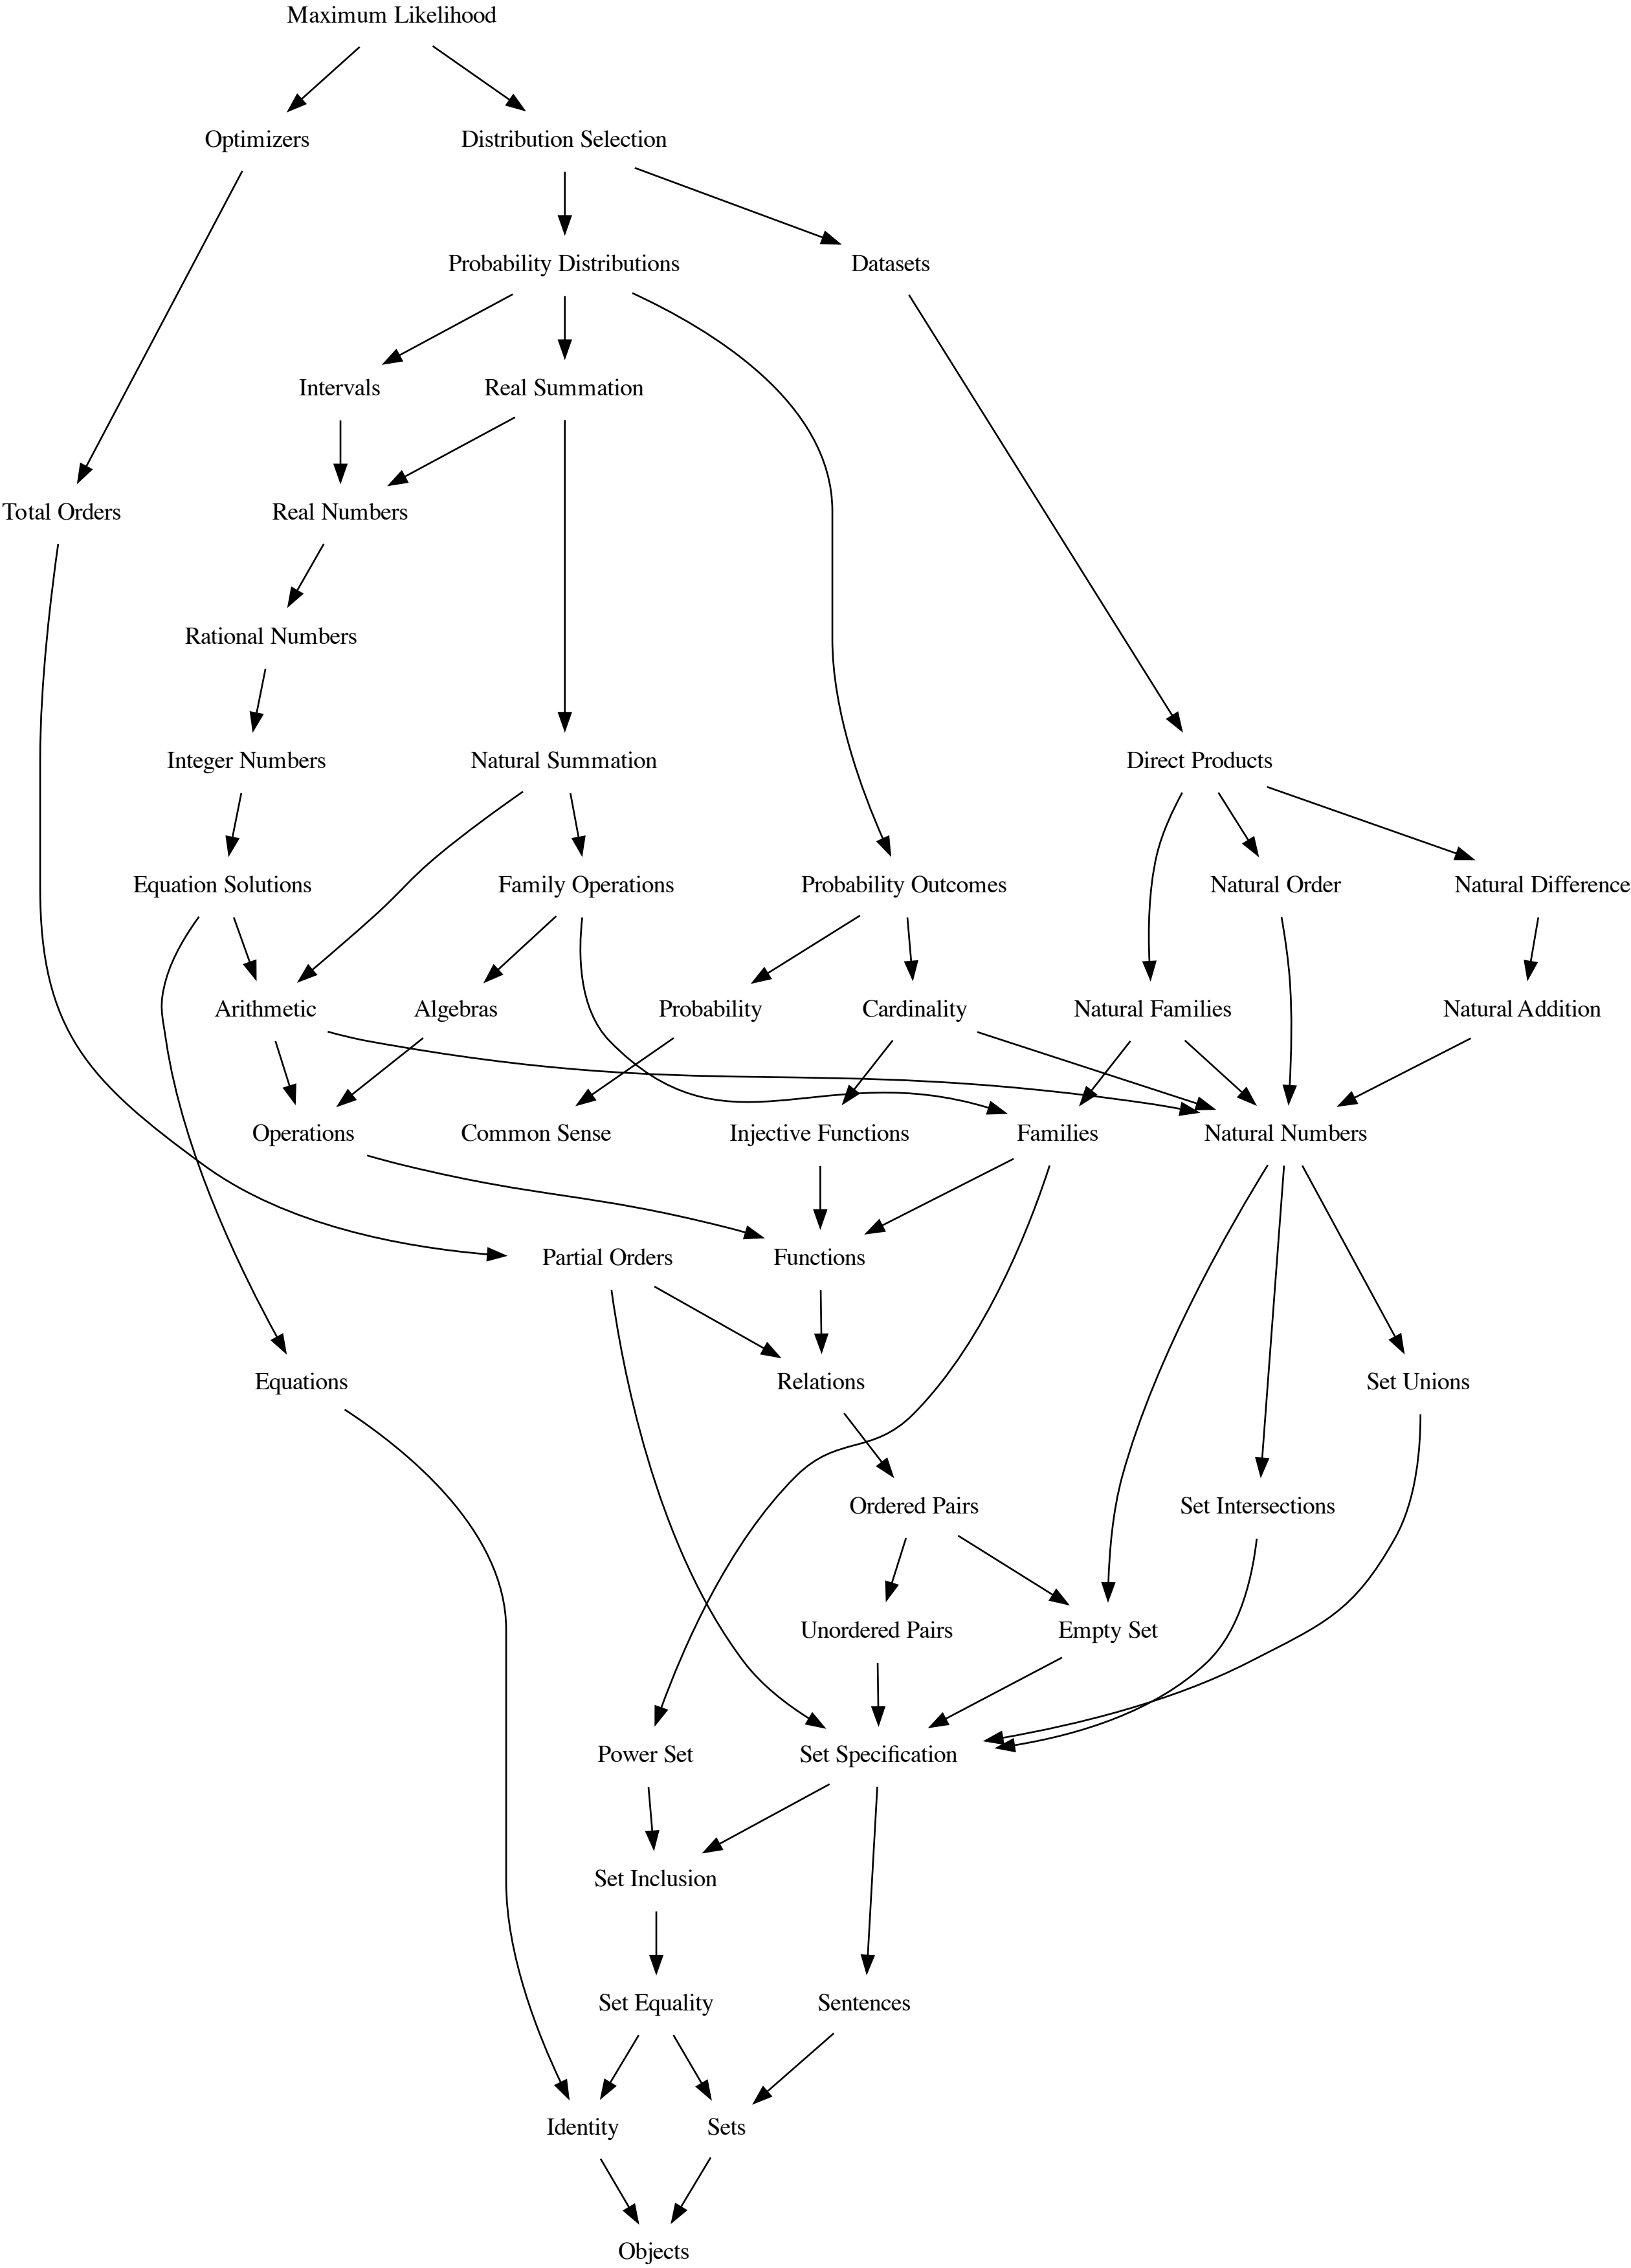 Maximum Likelihood
Optimizers
Distribution Selection
Probability Distributions
Datasets
Intervals
Real Summation
Total Orders
Real Numbers
Rational Numbers
Integer Numbers
Natural Summation
Direct Products
Equation Solutions
Family Operations
Probability Outcomes
Natural Order
Natural Difference
Arithmetic
Algebras
Probability
Cardinality
Natural Families
Natural Addition
Operations
Common Sense
Injective Functions
Families
Natural Numbers
Partial Orders
Functions
Equations
Relations
Set Unions
Ordered Pairs
Set Intersections
Unordered Pairs
Empty Set
Power Set
Set Specification
Set Inclusion
Set Equality
Sentences
Identity
Sets
Objects